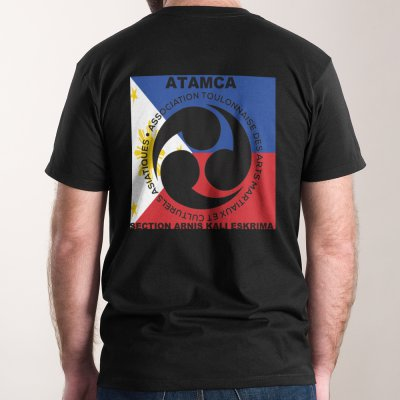 ATAMCA
ASSOCIATION TOULONNAISE DES ARTS MARTIAUX ET CULTURELS ASIATIQUES •
SECTION ARNIS KALI ESKRIMA